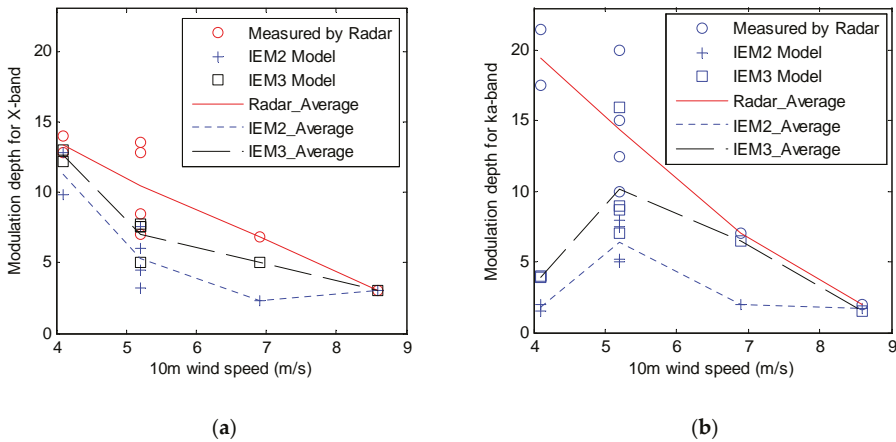 Modulation depth for X-band
20
15
10
5
0
4 5 6 7 8 9
10m wind speed (m/s)
Measured by Radar
IEM2 Model
IEM3 Model
Radar_Average
IEM2_Average
IEM3_Average
(a)
Modulation depth for ka-band
20
15
10
5
0
4 5 6 7 8 9
10m wind speed (m/s)
Measured by Radar
IEM2 Model
IEM3 Model
Radar_Average
IEM2_Average
IEM3_Average
(b)